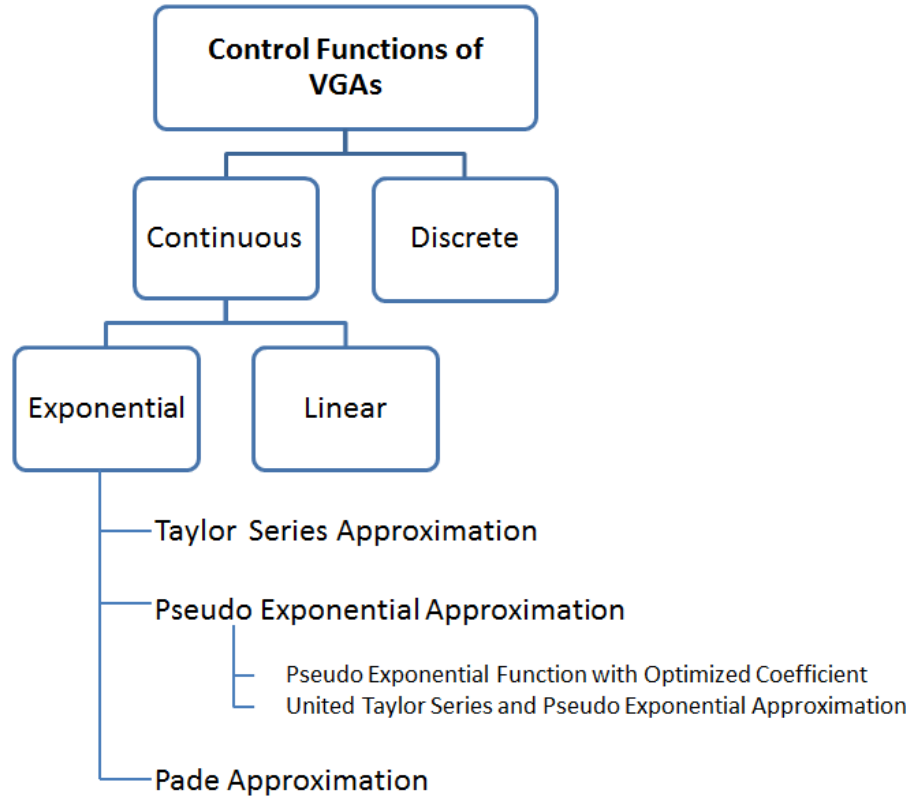 Control Functions of
VGAs
Continuous
Discrete
Exponential
Linear
Taylor Series Approximation
Pseudo Exponential Approximation
Pseudo Exponential Function with Optimized Coefficient
United Taylor Series and Pseudo Exponential Approximation
Pade Approximation